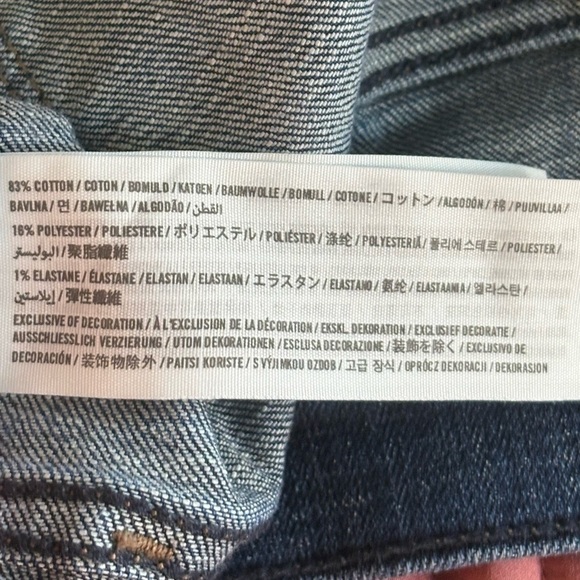 83% COTTON / COTON / BOMULD / KATOEN / BAUMWOLLE / BOMULL / COTONE / コットン / ALGODÓN / 棉 / PUUVILLAA /
BAVLNA / 면 / BAWEŁNA / ALGODÃO / القطن
16% POLYESTER / POLIESTERE / ポリエステル / POLIÉSTER / 涤纶 / POLYESTERIÄ / 폴리에스테르 / POLIESTER /
البوليستر / 聚脂纖維
1% ELASTANE / ÉLASTANE / ELASTAN / ELASTAAN / エラスタン / ELASTANO / 氨纶 / ELASTAANIA / 엘라스탄 /
إيلاستين / 彈性纖維
EXCLUSIVE OF DECORATION / À L'EXCLUSION DE LA DÉCORATION / EKSKL. DEKORATION / EXCLUSIEF DECORATIE /
AUSSCHLIESSLICH VERZIERUNG / UTOM DEKORATIONEN / ESCLUSA DECORAZIONE / 装飾を除く / EXCLUSIVO DE
DECORACIÓN / 装饰物除外 / PAITSI KORISTE / S VÝJIMKOU OZDOB / 고급 장식 / OPRÓCZ DEKORACJI / DEKORASJON